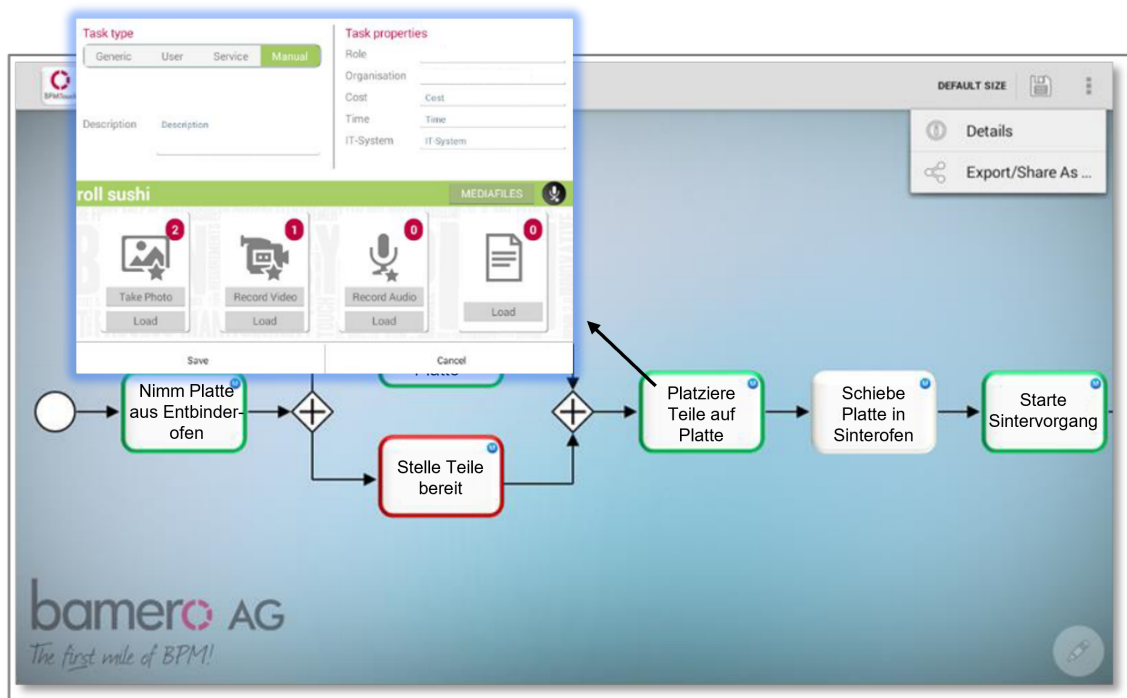 Task type
Generic User Service Manual
Description Description
Task properties
Role
Organisation
Cost Cost
Time Time
IT-System IT-System
roll sushi MEDIAFILES
2 1 0 0
Take Photo Record Video Record Audio
Load Load Load Load
Save Cancel
DEFAULT SIZE
Details
Export/Share As ...
Nimm Platte
aus Entbinder-
ofen
Platte
Stelle Teile
bereit
Platziere
Teile auf
Platte
Schiebe
Platte in
Sinterofen
Starte
Sintervorgang
M
M
M
M
M
bamero AG
The first mile of BPM!